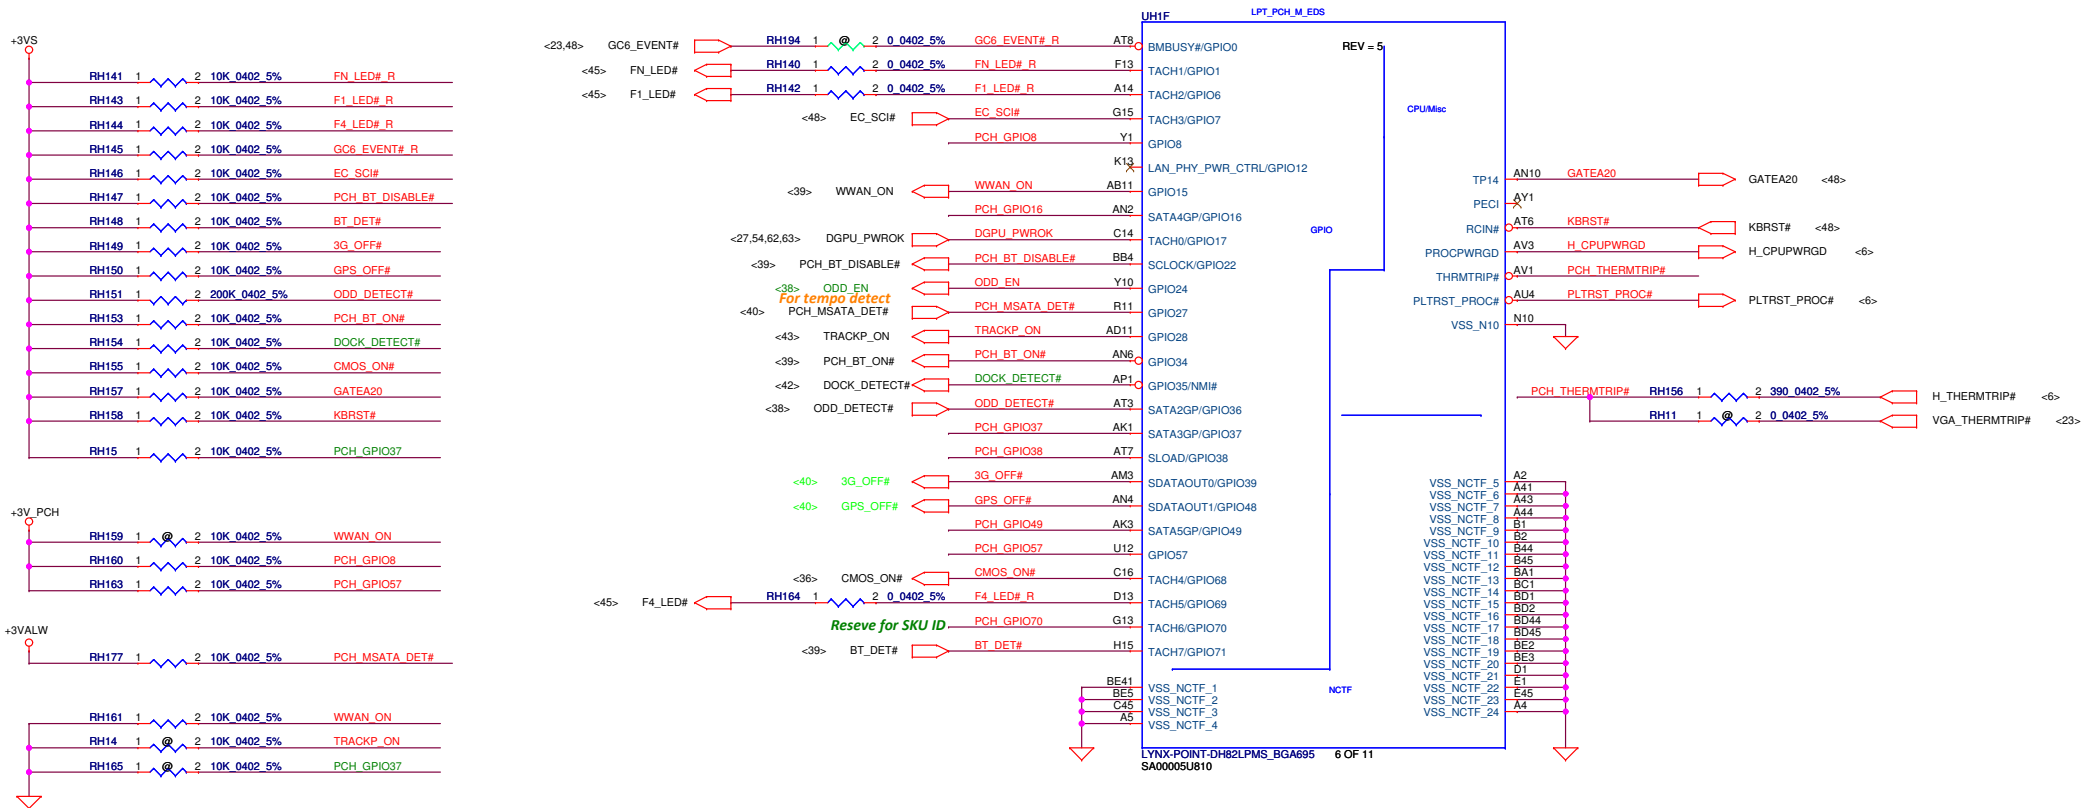 +3VS
RH141 1 2 10K_0402_5% FN_LED#_R
RH143 1 2 10K_0402_5% F1_LED#_R
RH144 1 2 10K_0402_5% F4_LED#_R
RH145 1 2 10K_0402_5% GC6_EVENT#_R
RH146 1 2 10K_0402_5% EC_SCI#
RH147 1 2 10K_0402_5% PCH_BT_DISABLE#
RH148 1 2 10K_0402_5% BT_DET#
RH149 1 2 10K_0402_5% 3G_OFF#
RH150 1 2 10K_0402_5% GPS_OFF#
RH151 1 2 200K_0402_5% ODD_DETECT#
RH153 1 2 10K_0402_5% PCH_BT_ON#
RH154 1 2 10K_0402_5% DOCK_DETECT#
RH155 1 2 10K_0402_5% CMOS_ON#
RH157 1 2 10K_0402_5% GATEA20
RH158 1 2 10K_0402_5% KBRST#
RH15 1 2 10K_0402_5% PCH_GPIO37
+3V_PCH
RH159 1 @ 2 10K_0402_5% WWAN_ON
RH160 1 2 10K_0402_5% PCH_GPIO8
RH163 1 2 10K_0402_5% PCH_GPIO57
+3VALW
RH177 1 2 10K_0402_5% PCH_MSATA_DET#
RH161 1 2 10K_0402_5% WWAN_ON
RH14 1 @ 2 10K_0402_5% TRACKP_ON
RH165 1 @ 2 10K_0402_5% PCH_GPIO37
UH1F LPT_PCH_M_EDS
REV = 5
CPU/Misc
GPIO
NCTF
<23,48> GC6_EVENT# RH194 1 @ 2 0_0402_5% GC6_EVENT#_R AT8 BMBUSY#/GPIO0
<45> FN_LED# RH140 1 2 0_0402_5% FN_LED#_R F13 TACH1/GPIO1
<45> F1_LED# RH142 1 2 0_0402_5% F1_LED#_R A14 TACH2/GPIO6
<48> EC_SCI# EC_SCI# G15 TACH3/GPIO7
PCH_GPIO8 Y1 GPIO8
K13 LAN_PHY_PWR_CTRL/GPIO12
<39> WWAN_ON WWAN_ON AB11 GPIO15
PCH_GPIO16 AN2 SATA4GP/GPIO16
<27,54,62,63> DGPU_PWROK DGPU_PWROK C14 TACH0/GPIO17
<39> PCH_BT_DISABLE# PCH_BT_DISABLE# BB4 SCLOCK/GPIO22
<38> ODD_EN ODD_EN Y10 GPIO24
For tempo detect
<40> PCH_MSATA_DET# PCH_MSATA_DET# R11 GPIO27
<43> TRACKP_ON TRACKP_ON AD11 GPIO28
<39> PCH_BT_ON# PCH_BT_ON# AN6 GPIO34
<42> DOCK_DETECT# DOCK_DETECT# AP1 GPIO35/NMI#
<38> ODD_DETECT# ODD_DETECT# AT3 SATA2GP/GPIO36
PCH_GPIO37 AK1 SATA3GP/GPIO37
PCH_GPIO38 AT7 SLOAD/GPIO38
<40> 3G_OFF# 3G_OFF# AM3 SDATAOUT0/GPIO39
<40> GPS_OFF# GPS_OFF# AN4 SDATAOUT1/GPIO48
PCH_GPIO49 AK3 SATA5GP/GPIO49
PCH_GPIO57 U12 GPIO57
<36> CMOS_ON# CMOS_ON# C16 TACH4/GPIO68
<45> F4_LED# RH164 1 2 0_0402_5% F4_LED#_R D13 TACH5/GPIO69
Reseve for SKU ID PCH_GPIO70 G13 TACH6/GPIO70
<39> BT_DET# BT_DET# H15 TACH7/GPIO71
BE41 VSS_NCTF_1
BE5 VSS_NCTF_2
C45 VSS_NCTF_3
A5 VSS_NCTF_4
TP14 AN10 GATEA20 GATEA20 <48>
PECI AY1
RCIN# AT6 KBRST# KBRST# <48>
PROCPWRGD AV3 H_CPUPWRGD H_CPUPWRGD <6>
THRMTRIP# AV1 PCH_THERMTRIP#
PLTRST_PROC# AU4 PLTRST_PROC# PLTRST_PROC# <6>
VSS_N10 N10
PCH_THERMTRIP# RH156 1 2 390_0402_5% H_THERMTRIP# <6>
RH11 1 @ 2 0_0402_5% VGA_THERMTRIP# <23>
VSS_NCTF_5 A2
VSS_NCTF_6 A41
VSS_NCTF_7 A43
VSS_NCTF_8 A44
VSS_NCTF_9 B1
VSS_NCTF_10 B2
VSS_NCTF_11 B44
VSS_NCTF_12 B45
VSS_NCTF_13 BA1
VSS_NCTF_14 BC1
VSS_NCTF_15 BD1
VSS_NCTF_16 BD2
VSS_NCTF_17 BD44
VSS_NCTF_18 BD45
VSS_NCTF_19 BE2
VSS_NCTF_20 BE3
VSS_NCTF_21 D1
VSS_NCTF_22 E1
VSS_NCTF_23 E45
VSS_NCTF_24 A4
LYNX-POINT-DH82LPMS_BGA695 6 OF 11
SA00005U810